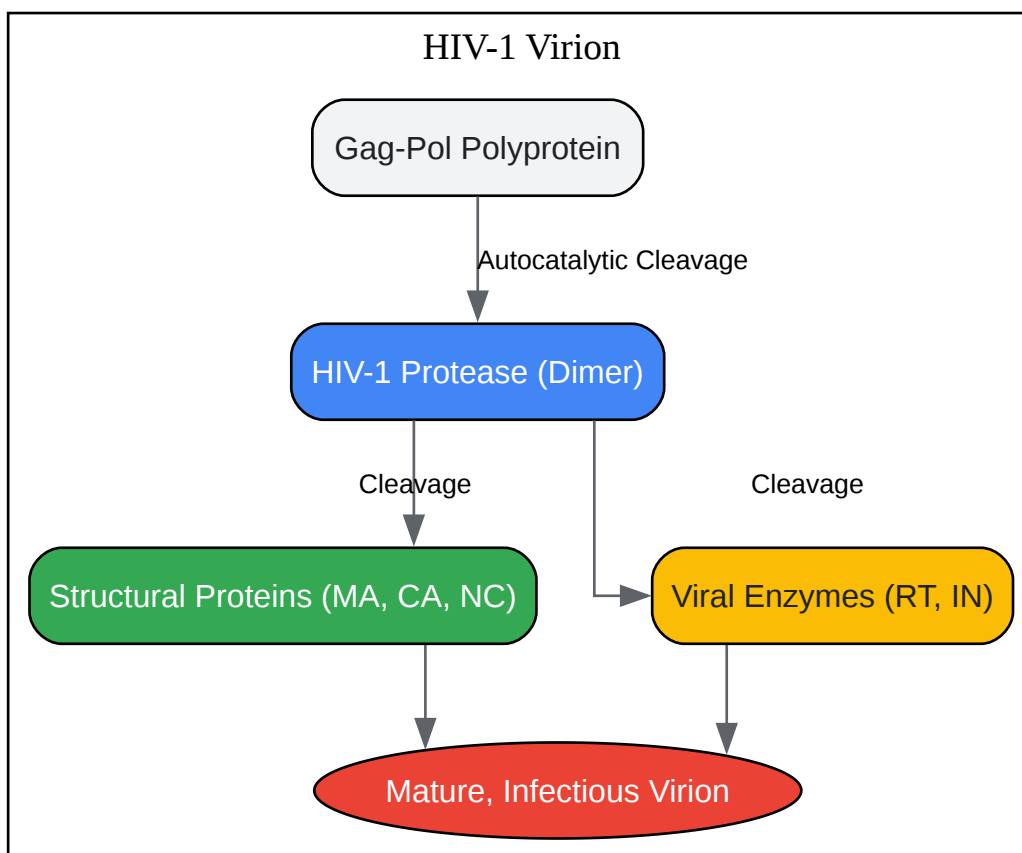 HIV-1 Virion
Gag-Pol Polyprotein
Autocatalytic Cleavage
HIV-1 Protease (Dimer)
Cleavage
Cleavage
Structural Proteins (MA, CA, NC)
Viral Enzymes (RT, IN)
Mature, Infectious Virion